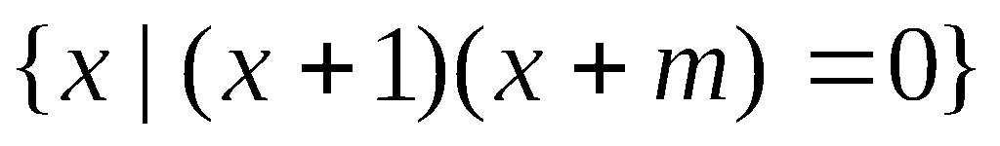 {x | (x + 1)(x + m) = 0}